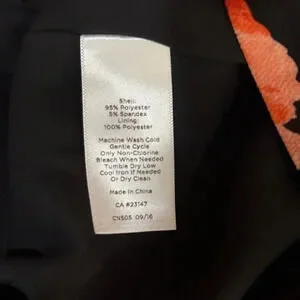 Shell:
95% Polyester
5% Spandex
Lining:
100% Polyester
Machine Wash Cold
Gentle Cycle
Only Non-Chlorine
Bleach When Needed
Tumble Dry Low
Cool Iron If Needed
Or Dry Clean
Made In China
CA #23147
CNS05 09/16